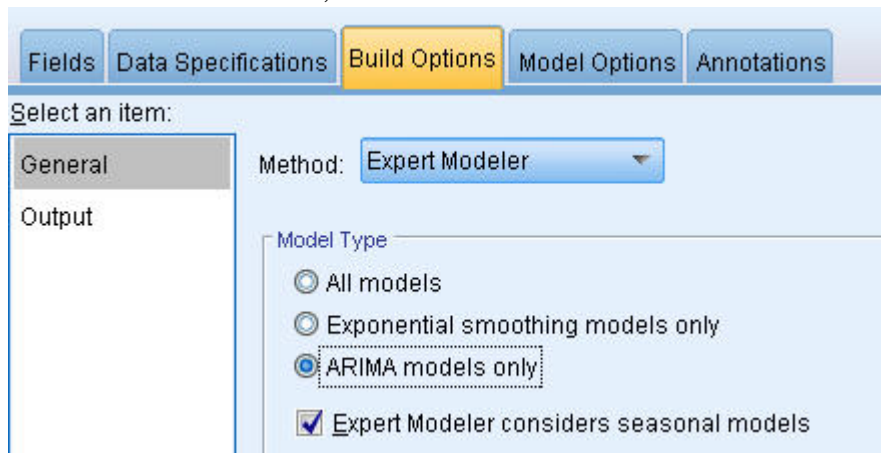 Fields Data Specifications Build Options Model Options Annotations
Select an item:
General
Output
Method: Expert Modeler
Model Type
All models
Exponential smoothing models only
ARIMA models only
Expert Modeler considers seasonal models